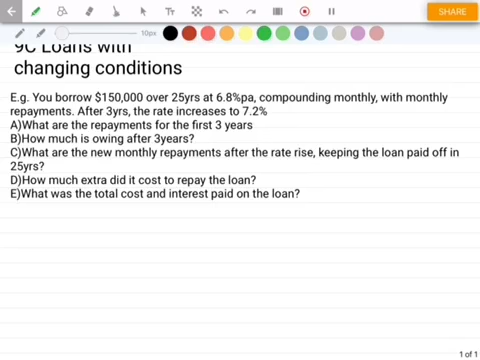 SHARE
10px
9C Loans with
changing conditions
E.g. You borrow $150,000 over 25yrs at 6.8%pa, compounding monthly, with monthly
repayments. After 3yrs, the rate increases to 7.2%
A)What are the repayments for the first 3 years
B)How much is owing after 3years?
C)What are the new monthly repayments after the rate rise, keeping the loan paid off in
25yrs?
D)How much extra did it cost to repay the loan?
E)What was the total cost and interest paid on the loan?
1 of 1